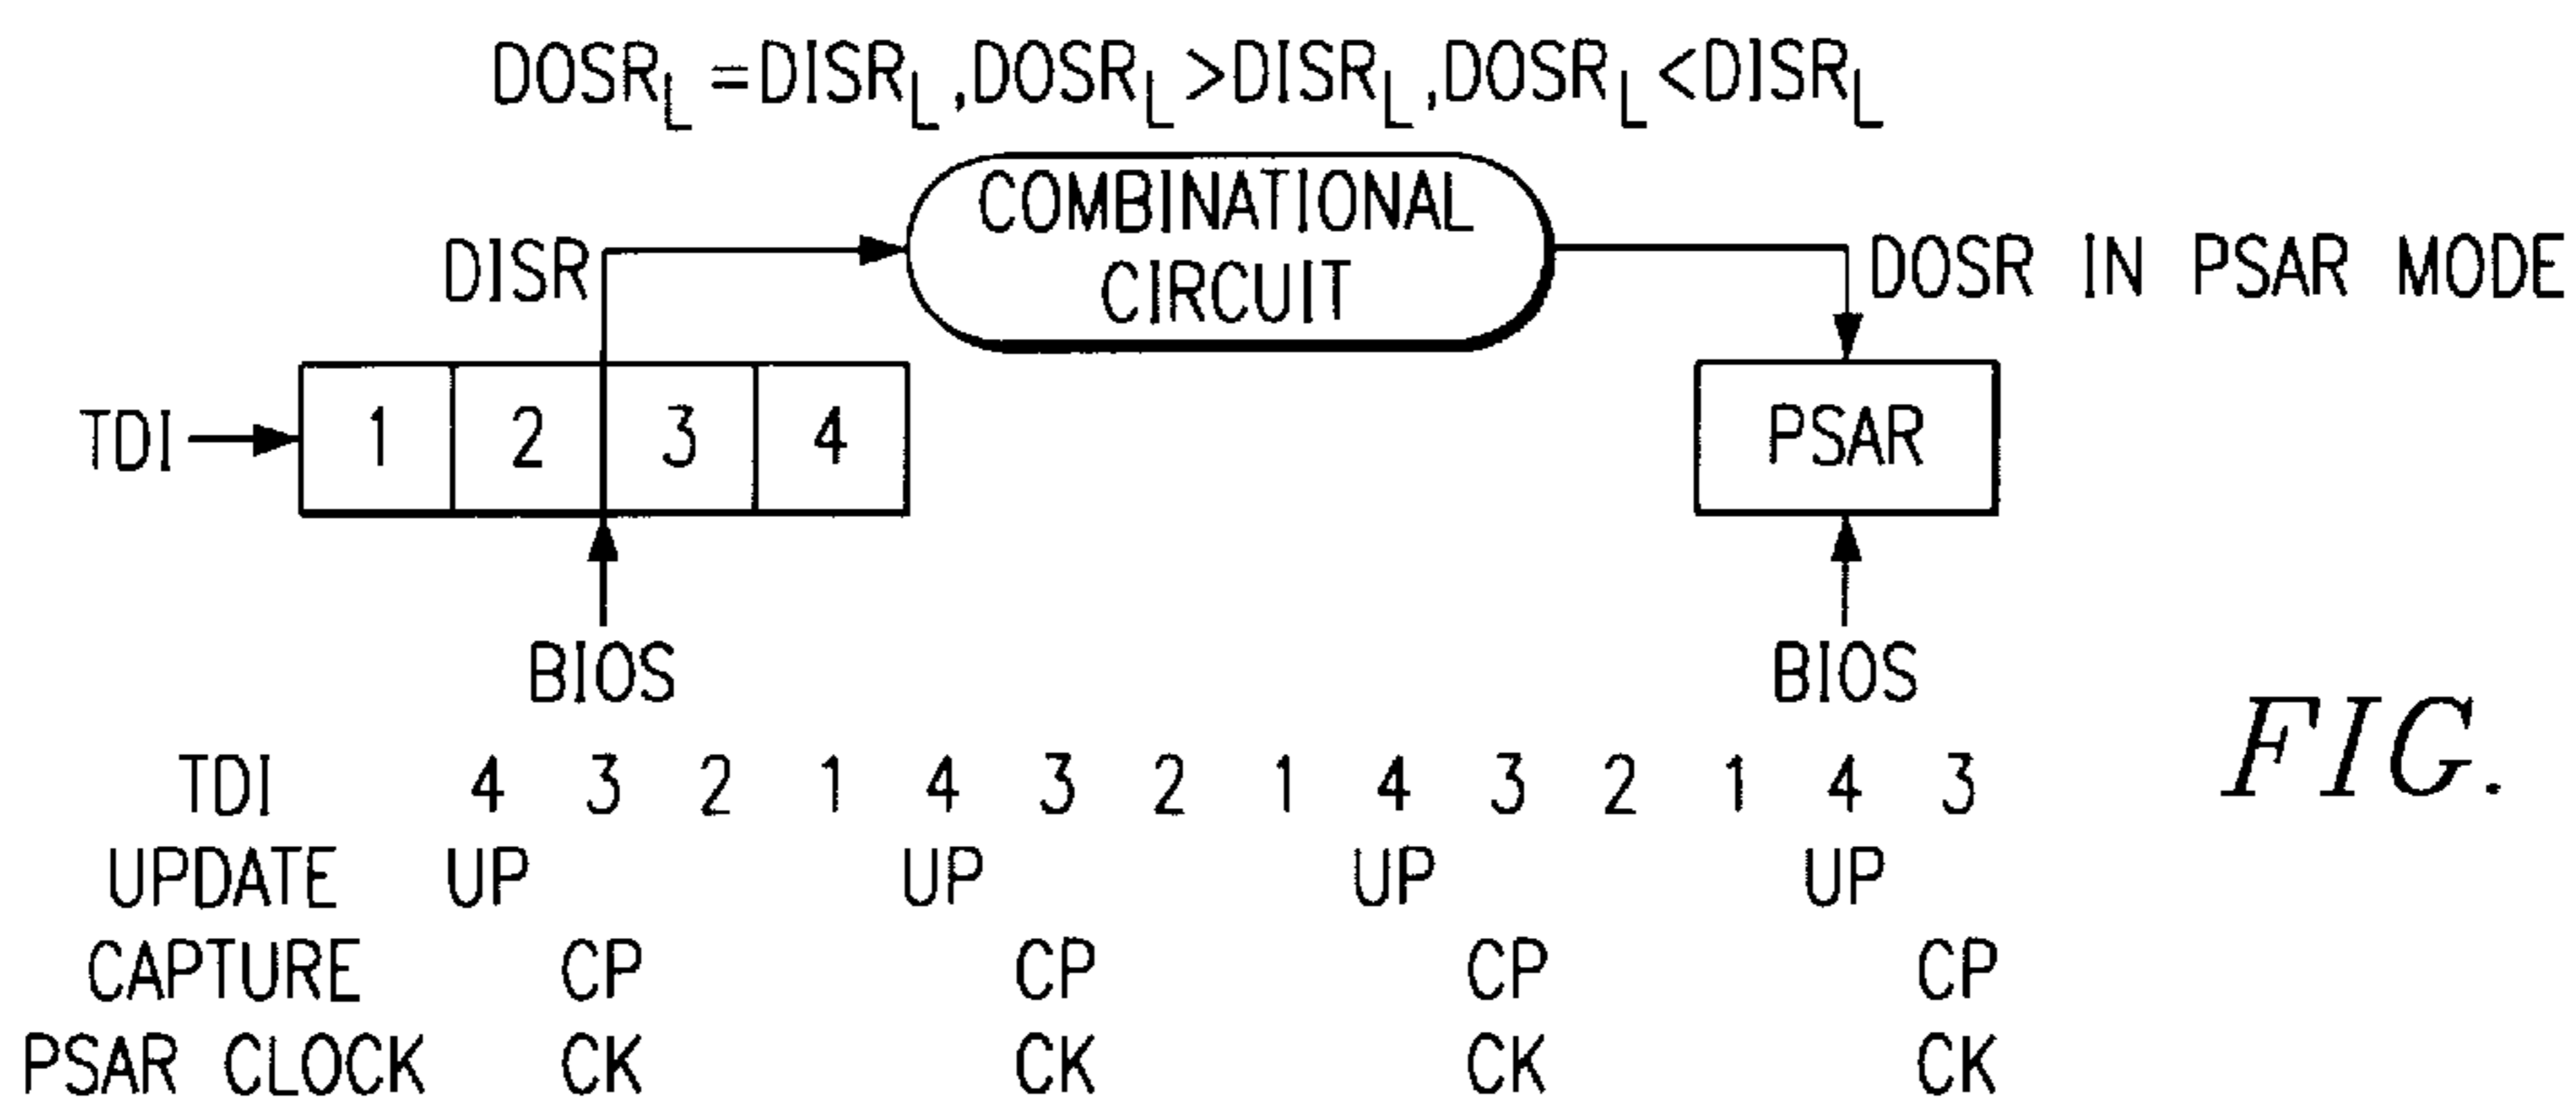 DOSR_L =DISR_L,DOSR_L >DISR_L,DOSR_L <DISR_L
COMBINATIONAL
CIRCUIT
DISR
DOSR IN PSAR MODE
TDI
1 2 3 4
PSAR
BIOS BIOS
FIG.
TDI 4 3 2 1 4 3 2 1 4 3 2 1 4 3
UPDATE UP UP UP UP
CAPTURE CP CP CP CP
PSAR CLOCK CK CK CK CK